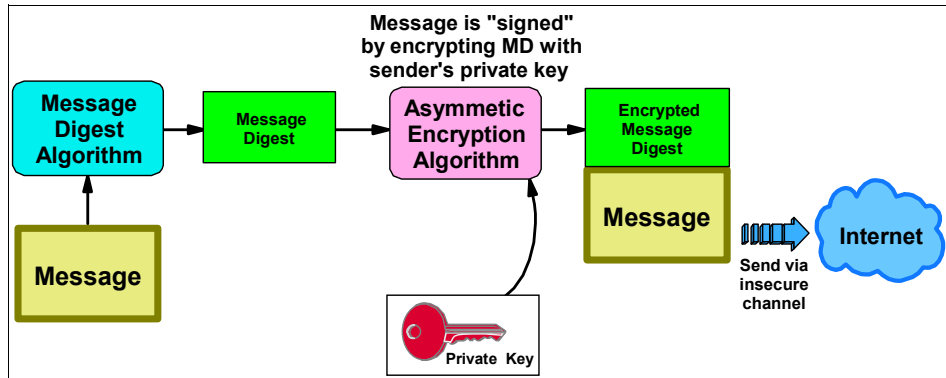 Message is "signed"
by encrypting MD with
sender's private key
Message
Digest
Algorithm
Message
Digest
Asymmetic
Encryption
Algorithm
Encrypted
Message
Digest
Message
Message
Internet
Send via
insecure
channel
Private Key